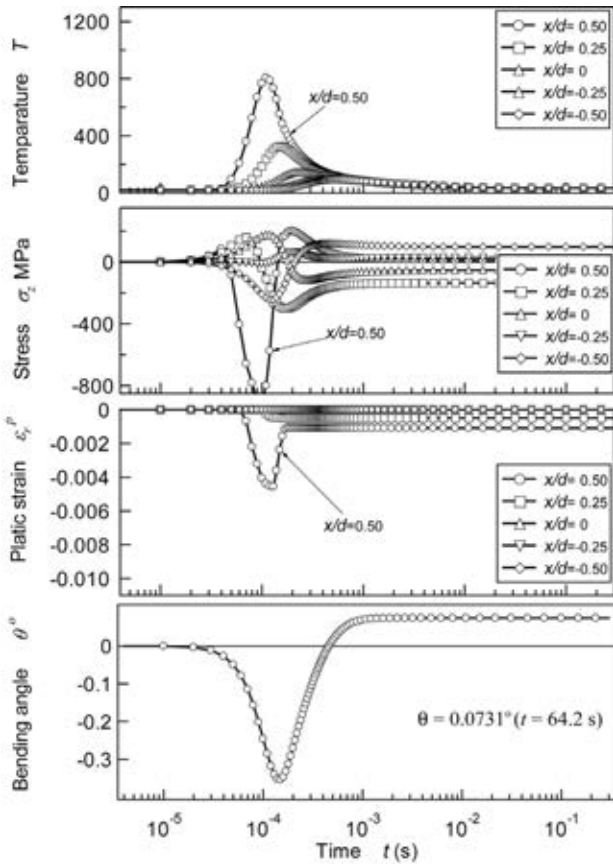 Temparature T
1200
800
400
0
x/d=0.50
x/d= 0.50
x/d= 0.25
x/d= 0
x/d=-0.25
x/d=-0.50
Stress σz MPa
0
-400
-800
x/d=0.50
x/d= 0.50
x/d= 0.25
x/d= 0
x/d=-0.25
x/d=-0.50
Platic strain εyp
0
-0.002
-0.004
-0.006
-0.008
-0.010
x/d=0.50
x/d= 0.50
x/d= 0.25
x/d= 0
x/d=-0.25
x/d=-0.50
Bending angle θ°
0
-0.1
-0.2
-0.3
θ = 0.0731° (t = 64.2 s)
10-5
10-4
10-3
10-2
10-1
Time t (s)